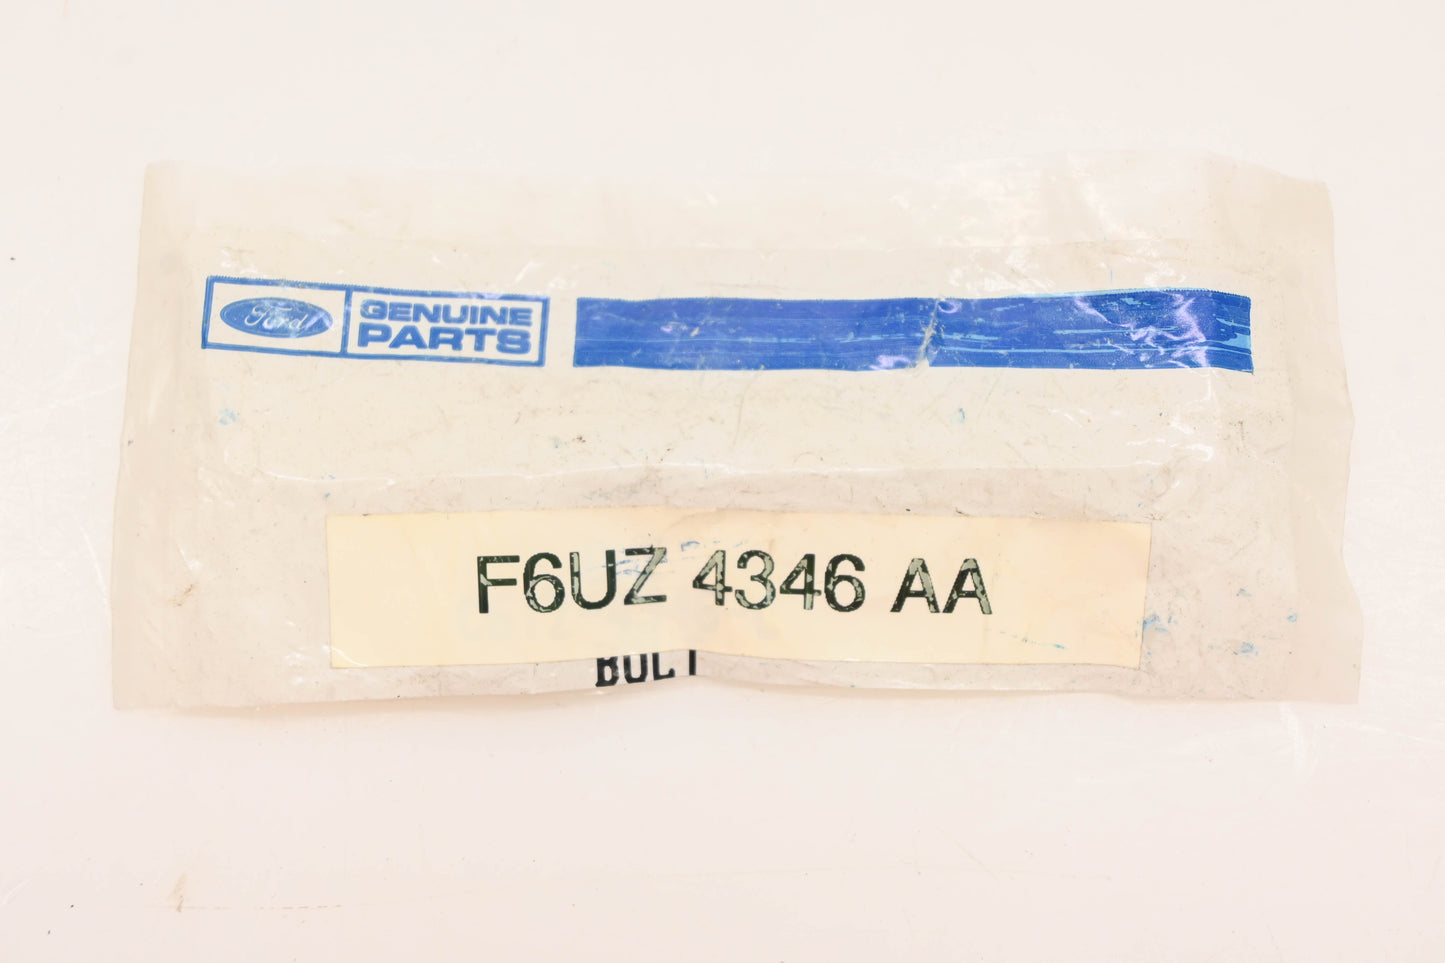 Ford
GENUINE
PARTS
F6UZ 4346 AA
BOLT